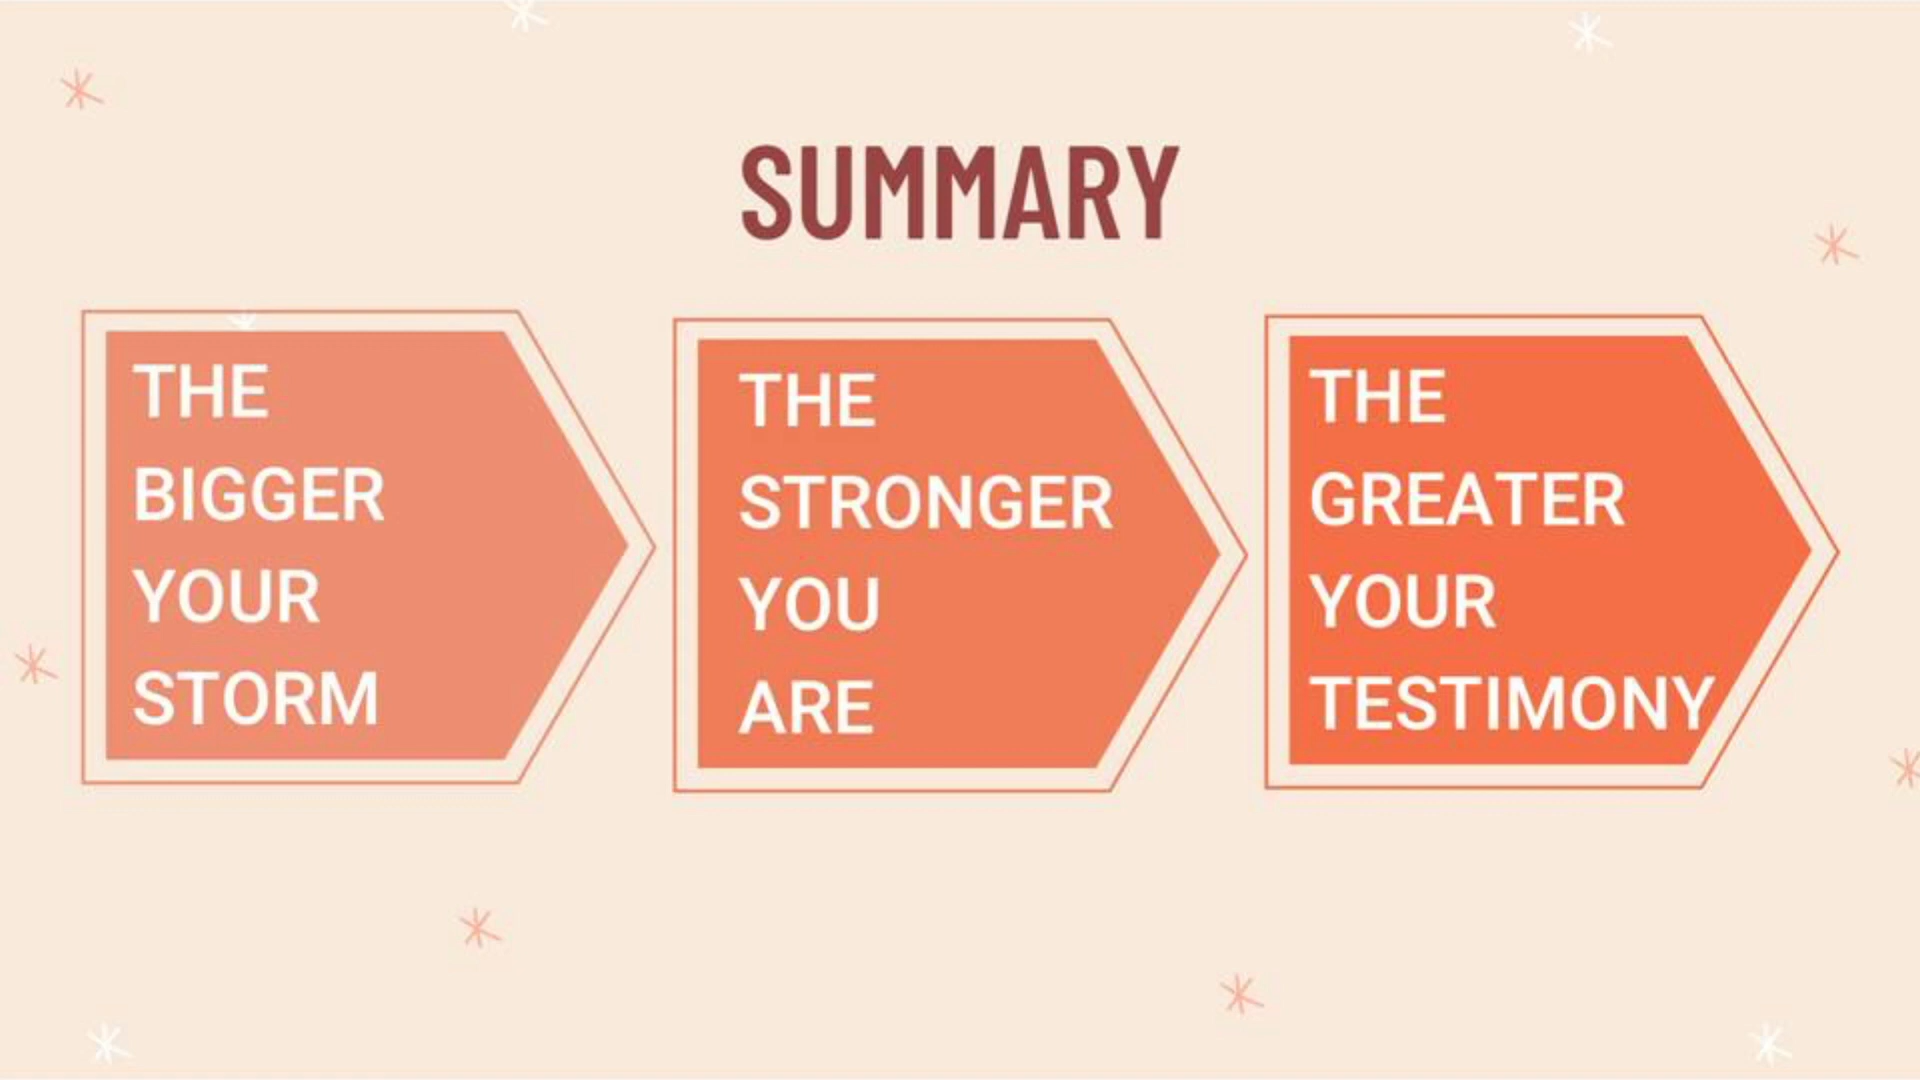 SUMMARY
THE
BIGGER
YOUR
STORM
THE
STRONGER
YOU
ARE
THE
GREATER
YOUR
TESTIMONY